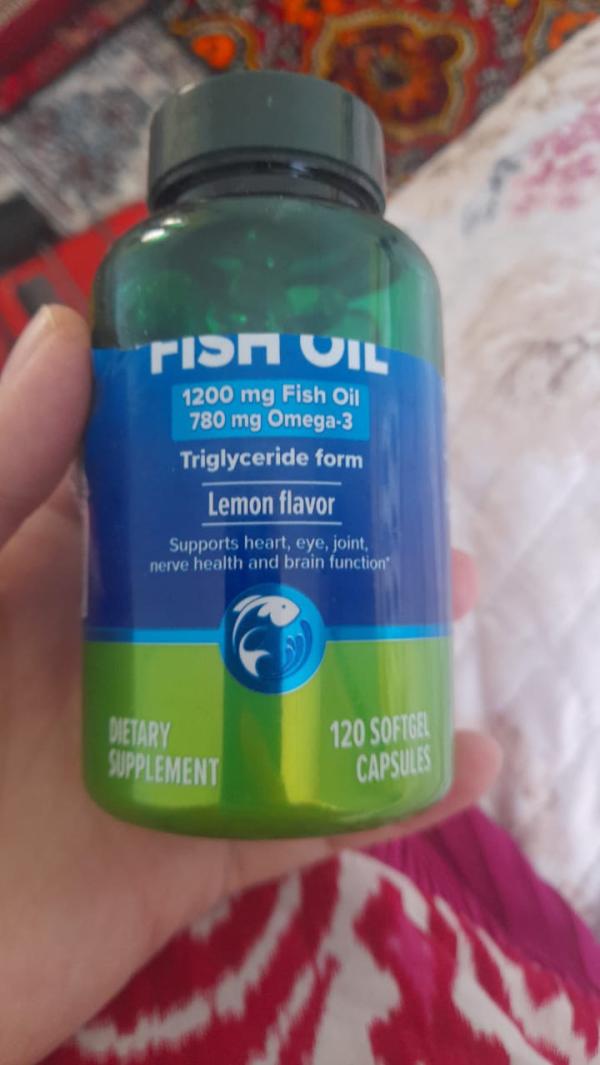 FISH OIL
1200 mg Fish Oil
780 mg Omega-3
Triglyceride form
Lemon flavor
Supports heart, eye, joint,
nerve health and brain function*
DIETARY
SUPPLEMENT
120 SOFTGEL
CAPSULES